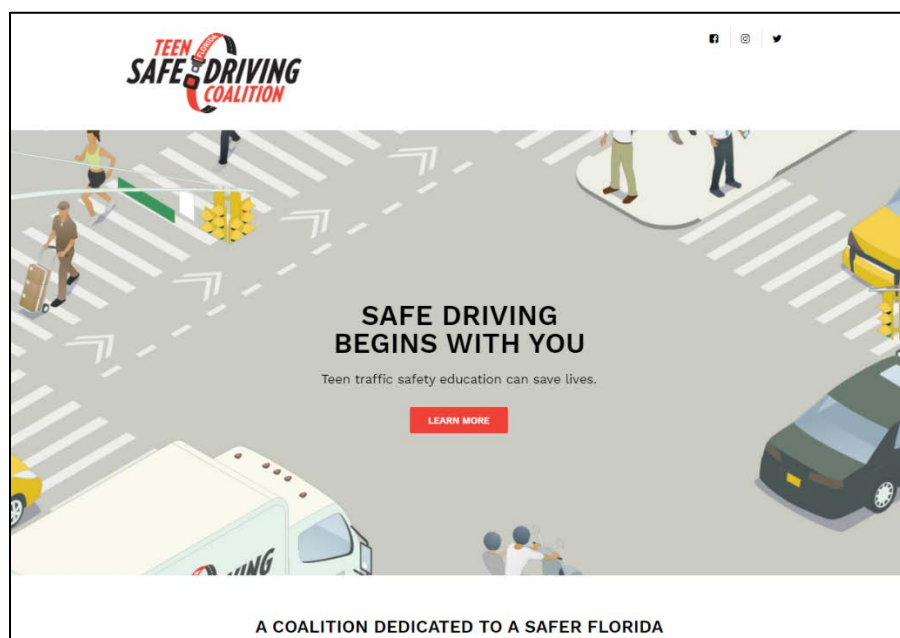 TEEN
FLORIDA
SAFE DRIVING
COALITION
SAFE DRIVING
BEGINS WITH YOU
Teen traffic safety education can save lives.
LEARN MORE
VING
A COALITION DEDICATED TO A SAFER FLORIDA